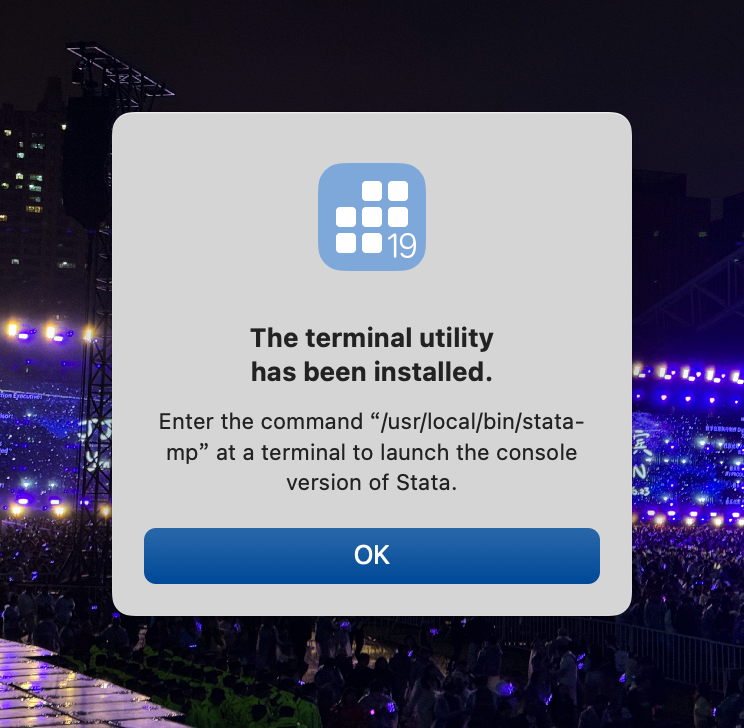 19
The terminal utility
has been installed.
Enter the command “/usr/local/bin/stata-
mp” at a terminal to launch the console
version of Stata.
OK